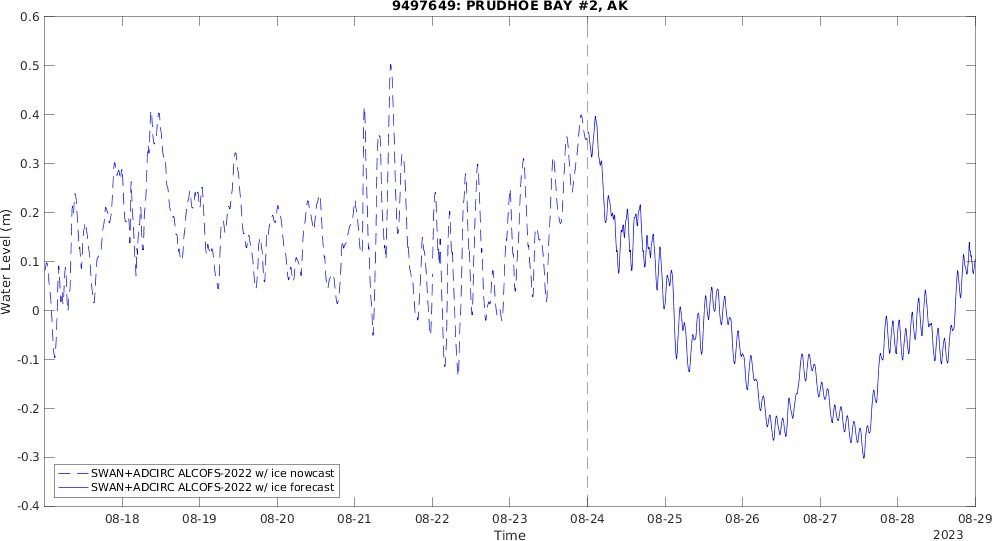 9497649: PRUDHOE BAY #2, AK
0.6
0.5
0.4
0.3
0.2
0.1
0
-0.1
-0.2
-0.3
-0.4
Water Level (m)
SWAN+ADCIRC ALCOFS-2022 w/ ice nowcast
SWAN+ADCIRC ALCOFS-2022 w/ ice forecast
08-18 08-19 08-20 08-21 08-22 08-23 08-24 08-25 08-26 08-27 08-28 08-29
Time
2023